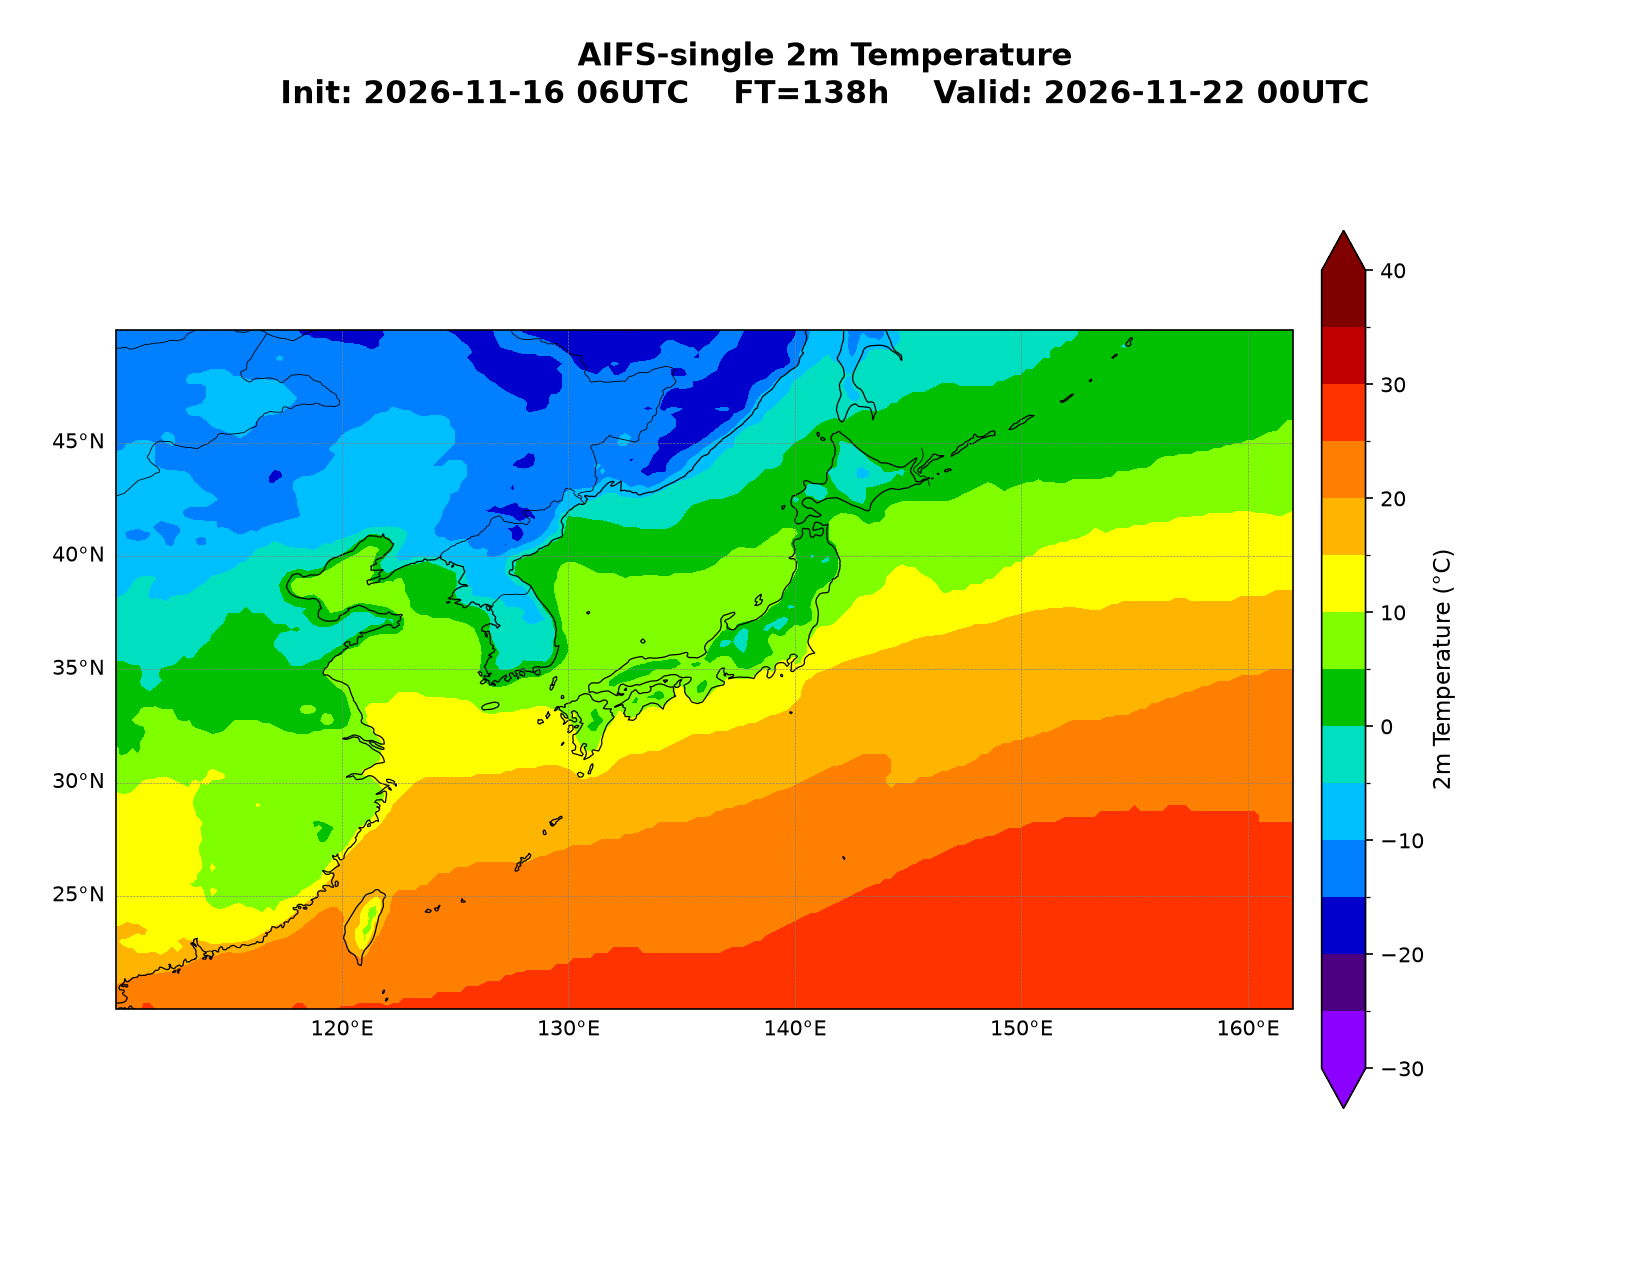 AIFS-single 2m Temperature
Init: 2026-11-16 06UTC    FT=138h    Valid: 2026-11-22 00UTC
40
30
20
10
0
−10
−20
−30
2m Temperature (°C)
45°N
40°N
35°N
30°N
25°N
120°E
130°E
140°E
150°E
160°E